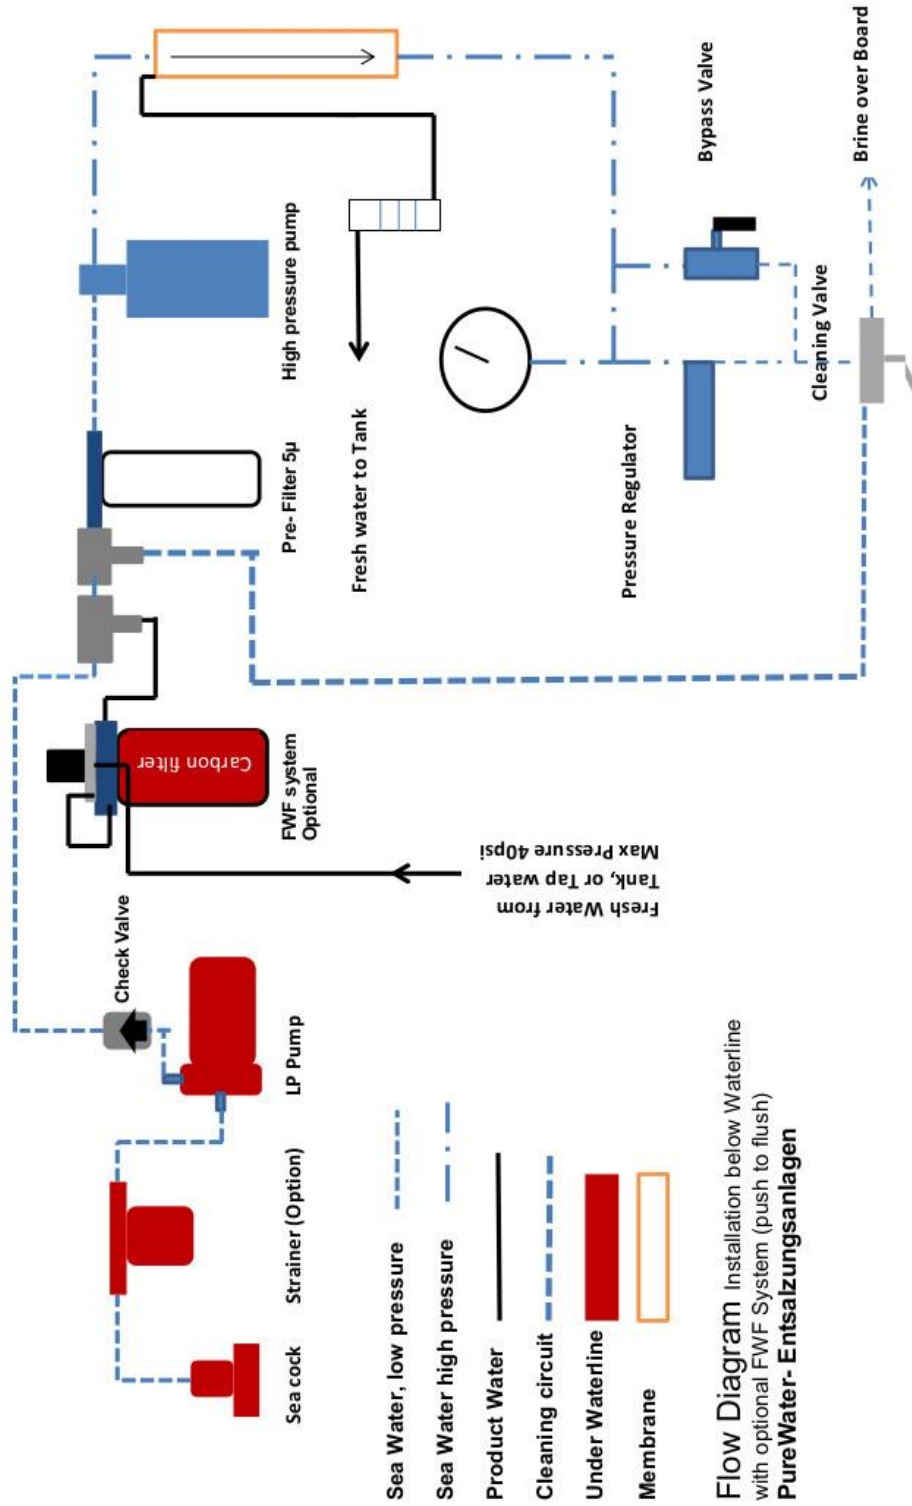 Sea cock
Strainer (Option)
LP Pump
Check Valve
Carbon filter
FWF system
Optional
Fresh Water from
Tank, or Tap water
Max Pressure 40psi
Pre- Filter 5µ
High pressure pump
Fresh water to Tank
Pressure Regulator
Bypass Valve
Cleaning Valve
Brine over Board
Sea Water, low pressure
Sea Water high pressure
Product Water
Cleaning circuit
Under Waterline
Membrane
Flow Diagram Installation below Waterline
with optional FWF System (push to flush)
PureWater- Entsalzungsanlagen